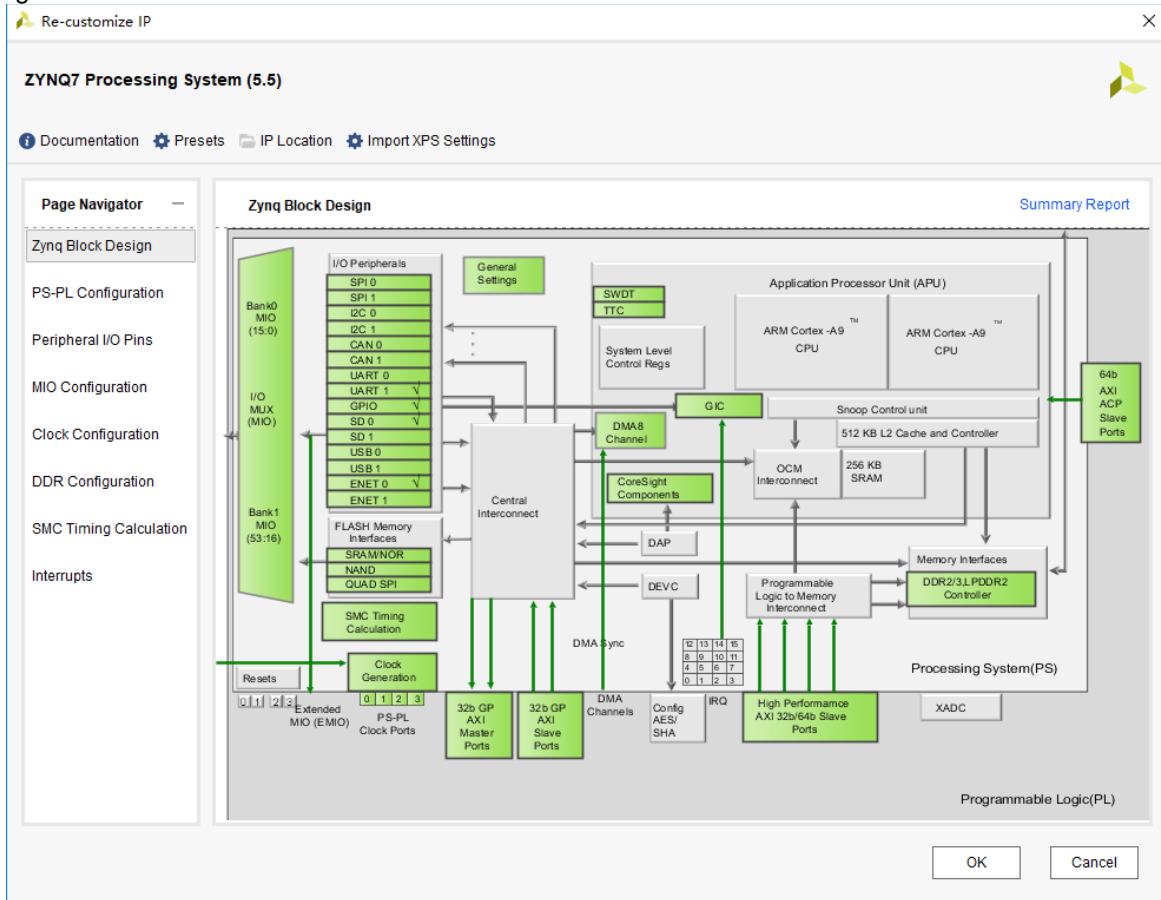 Re-customize IP
ZYNQ7 Processing System (5.5)
Documentation Presets IP Location Import XPS Settings
Page Navigator
Zynq Block Design
PS-PL Configuration
Peripheral I/O Pins
MIO Configuration
Clock Configuration
DDR Configuration
SMC Timing Calculation
Interrupts
Zynq Block Design
Summary Report
Bank0
MIO
(15:0)
I/O
MUX
(MIO)
Bank1
MIO
(53:16)
I/O Peripherals
SPI 0
SPI 1
I2C 0
I2C 1
CAN 0
CAN 1
UART 0
UART 1 √
GPIO √
SD 0 √
SD 1
USB 0
USB 1
ENET 0 √
ENET 1
FLASH Memory
Interfaces
SRAM/NOR
NAND
QUAD SPI
SMC Timing
Calculation
Clock
Generation
0 1 2 3
PS-PL
Clock Ports
Resets
0 1 2 3
Extended
MIO (EMIO)
General
Settings
Central
Interconnect
32b GP
AXI
Master
Ports
32b GP
AXI
Slave
Ports
DMA Sync
DMA
Channels
Application Processor Unit (APU)
SWDT
TTC
System Level
Control Regs
ARM Cortex -A9 ™
CPU
ARM Cortex -A9 ™
CPU
GIC
Snoop Control unit
512 KB L2 Cache and Controller
DMA8
Channel
OCM
Interconnect
256 KB
SRAM
CoreSight
Components
DAP
DEVC
Programmable
Logic to Memory
Interconnect
Memory Interfaces
DDR2/3,LPDDR2
Controller
12 13 14 15
8 9 10 11
4 5 6 7
0 1 2 3
IRQ
Config
AES/
SHA
High Performamce
AXI 32b/64b Slave
Ports
64b
AXI
ACP
Slave
Ports
Processing System(PS)
XADC
Programmable Logic(PL)
OK
Cancel